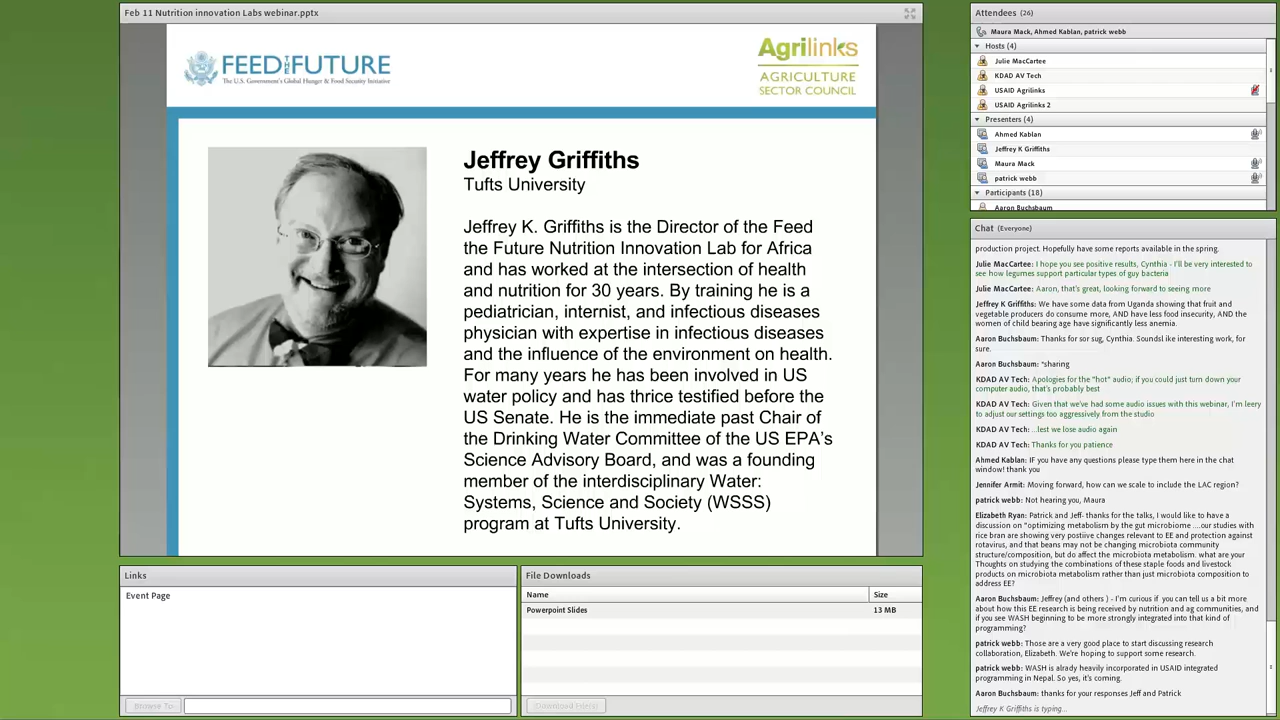 Feb 11 Nutrition innovation Labs webinar.pptx
FEED THE FUTURE
The U.S. Government's Global Hunger & Food Security Initiative
Agrilinks
AGRICULTURE
SECTOR COUNCIL
Jeffrey Griffiths
Tufts University
Jeffrey K. Griffiths is the Director of the Feed
the Future Nutrition Innovation Lab for Africa
and has worked at the intersection of health
and nutrition for 30 years. By training he is a
pediatrician, internist, and infectious diseases
physician with expertise in infectious diseases
and the influence of the environment on health.
For many years he has been involved in US
water policy and has thrice testified before the
US Senate. He is the immediate past Chair of
the Drinking Water Committee of the US EPA's
Science Advisory Board, and was a founding
member of the interdisciplinary Water:
Systems, Science and Society (WSSS)
program at Tufts University.
Links
Event Page
Browse To
File Downloads
Name Size
Powerpoint Slides 13 MB
Download File(s)
Attendees (26)
Maura Mack, Ahmed Kablan, patrick webb
Hosts (4)
Julie MacCartee
KDAD AV Tech
USAID Agrilinks
USAID Agrilinks 2
Presenters (4)
Ahmed Kablan
Jeffrey K Griffiths
Maura Mack
patrick webb
Participants (18)
Aaron Buchsbaum
Chat (Everyone)
production project. Hopefully have some reports available in the spring.
Julie MacCartee: I hope you see positive results, Cynthia - I'll be very interested to
see how legumes support particular types of guy bacteria
Julie MacCartee: Aaron, that's great, looking forward to seeing more
Jeffrey K Griffiths: We have some data from Uganda showing that fruit and
vegetable producers do consume more, AND have less food insecurity, AND the
women of child bearing age have significantly less anemia.
Aaron Buchsbaum: Thanks for sor sug, Cynthia. Soundsl ike interesting work, for
sure.
Aaron Buchsbaum: *sharing
KDAD AV Tech: Apologies for the "hot" audio; if you could just turn down your
computer audio, that's probably best
KDAD AV Tech: Given that we've had some audio issues with this webinar, I'm leery
to adjust our settings too aggressively from the studio
KDAD AV Tech: ...lest we lose audio again
KDAD AV Tech: Thanks for you patience
Ahmed Kablan: IF you have any questions please type them here in the chat
window! thank you
Jennifer Armit: Moving forward, how can we scale to include the LAC region?
patrick webb: Not hearing you, Maura
Elizabeth Ryan: Patrick and Jeff- thanks for the talks, I would like to have a
discussion on "optimizing metabolism by the gut microbiome ....our studies with
rice bran are showing very postiive changes relevant to EE and protection against
rotavirus, and that beans may not be changing microbiota community
structure/composition, but do affect the microbiota metabolism. what are your
Thoughts on studying the combinations of these staple foods and livestock
products on microbiota metabolism rather than just microbiota composition to
address EE?
Aaron Buchsbaum: Jeffrey (and others ) - I'm curious if you can tell us a bit more
about how this EE research is being received by nutrition and ag communities, and
if you see WASH beginning to be more strongly integrated into that kind of
programming?
patrick webb: Those are a very good place to start discussing research
collaboration, Elizabeth. We're hoping to support some research.
patrick webb: WASH is alrady heavily incorporated in USAID integrated
programming in Nepal. So yes, it's coming.
Aaron Buchsbaum: thanks for your responses Jeff and Patrick
Jeffrey K Griffiths is typing...